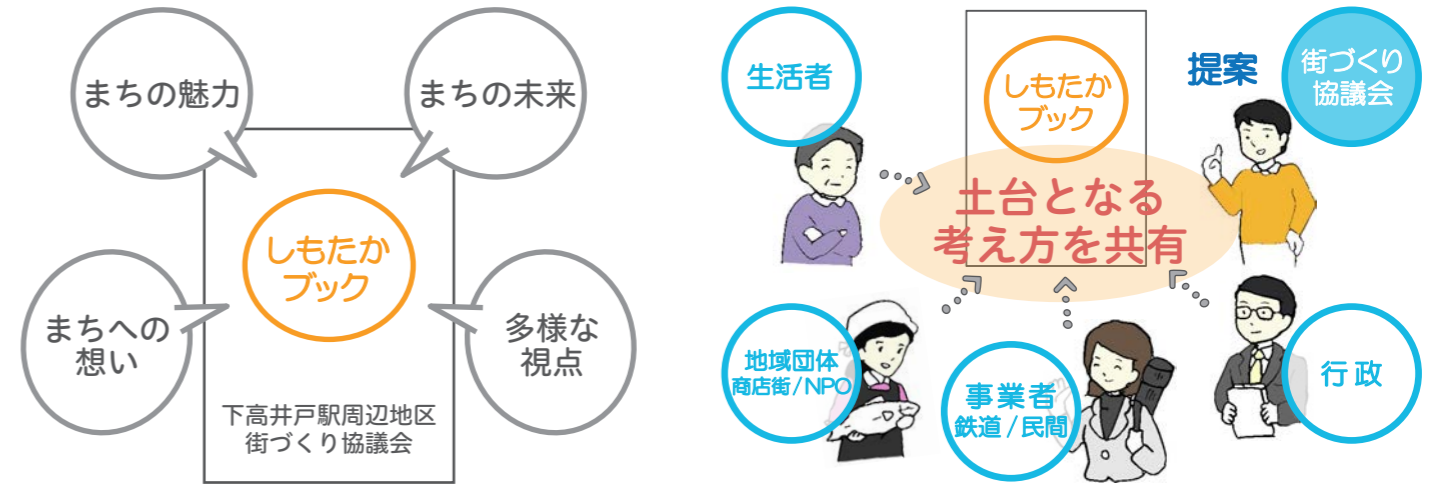 まちの魅力
まちの未来
しもたか
ブック
まちへの
想い
多様な
視点
下高井戸駅周辺地区
街づくり協議会
生活者
しもたか
ブック
提案
街づくり
協議会
土台となる
考え方を共有
地域団体
商店街/NPO
事業者
鉄道/民間
行政